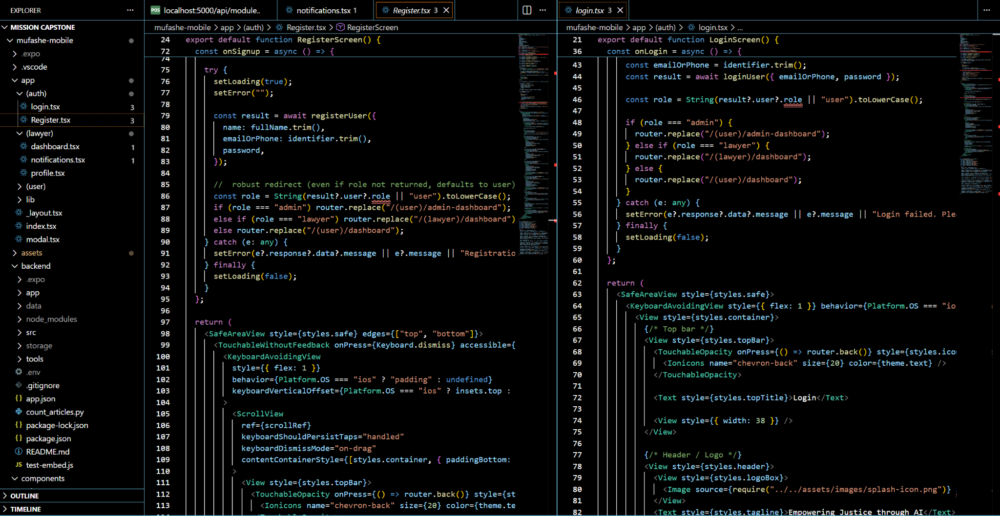 EXPLORER
MISSION CAPSTONE
mufashe-mobile
.expo
.vscode
app
(auth)
login.tsx 3
Register.tsx 3
(lawyer)
dashboard.tsx 1
notifications.tsx 1
profile.tsx
(user)
lib
_layout.tsx
index.tsx
modal.tsx
assets
backend
.expo
app
data
node_modules
src
storage
tools
.env
.gitignore
app.json
count_articles.py
package-lock.json
package.json
README.md
JS test-embed.js
components
OUTLINE
TIMELINE
POS localhost:5000/api/module..
notifications.tsx 1
Register.tsx 3
mufashe-mobile > app > (auth) > Register.tsx > RegisterScreen
24 export default function RegisterScreen() {
72 const onSignup = async () => {
74
75 try {
76 setLoading(true);
77 setError("");
78
79 const result = await registerUser({
80 name: fullName.trim(),
81 emailOrPhone: identifier.trim(),
82 password,
83 });
84
85 //  robust redirect (even if role not returned, defaults to user)
86 const role = String(result?.user?.role || "user").toLowerCase();
87 if (role === "admin") router.replace("/(user)/admin-dashboard");
88 else if (role === "lawyer") router.replace("/(lawyer)/dashboard")
89 else router.replace("/(user)/dashboard");
90 } catch (e: any) {
91 setError(e?.response?.data?.message || e?.message || "Registratio
92 } finally {
93 setLoading(false);
94 }
95 };
96
97 return (
98 <SafeAreaView style={styles.safe} edges={["top", "bottom"]}>
99 <TouchableWithoutFeedback onPress={Keyboard.dismiss} accessible={
100 <KeyboardAvoidingView
101 style={{ flex: 1 }}
102 behavior={Platform.OS === "ios" ? "padding" : undefined}
103 keyboardVerticalOffset={Platform.OS === "ios" ? insets.top :
104 >
105 <ScrollView
106 ref={scrollRef}
107 keyboardShouldPersistTaps="handled"
108 keyboardDismissMode="on-drag"
109 contentContainerStyle={[styles.container, { paddingBottom:
110 >
111 <View style={styles.topBar}>
112 <TouchableOpacity onPress={() => router.back()} style={st
113 <Ionicons name="chevron-back" size={20} color={theme.te
login.tsx 3
mufashe-mobile > app > (auth) > login.tsx > ...
21 export default function LoginScreen() {
36 const onLogin = async () => {
43 const emailOrPhone = identifier.trim();
44 const result = await loginUser({ emailOrPhone, password });
45
46 const role = String(result?.user?.role || "user").toLowerCase();
47
48 if (role === "admin") {
49 router.replace("/(user)/admin-dashboard");
50 } else if (role === "lawyer") {
51 router.replace("/(lawyer)/dashboard");
52 } else {
53 router.replace("/(user)/dashboard");
54 }
55 } catch (e: any) {
56 setError(e?.response?.data?.message || e?.message || "Login failed. Plea
57 } finally {
58 setLoading(false);
59 }
60 };
61
62 return (
63 <SafeAreaView style={styles.safe}>
64 <KeyboardAvoidingView style={{ flex: 1 }} behavior={Platform.OS === "io
65 <View style={styles.container}>
66 {/* Top bar */}
67 <View style={styles.topBar}>
68 <TouchableOpacity onPress={() => router.back()} style={styles.icon
69 <Ionicons name="chevron-back" size={20} color={theme.text} />
70 </TouchableOpacity>
71
72 <Text style={styles.topTitle}>Login</Text>
73
74 <View style={{ width: 38 }} />
75 </View>
76
77 {/* Header / Logo */}
78 <View style={styles.header}>
79 <View style={styles.logoBox}>
80 <Image source={require("../../assets/images/splash-icon.png")}
81 </View>
82 <Text style={styles.tagline}>Empowering Justice through AI</Text>